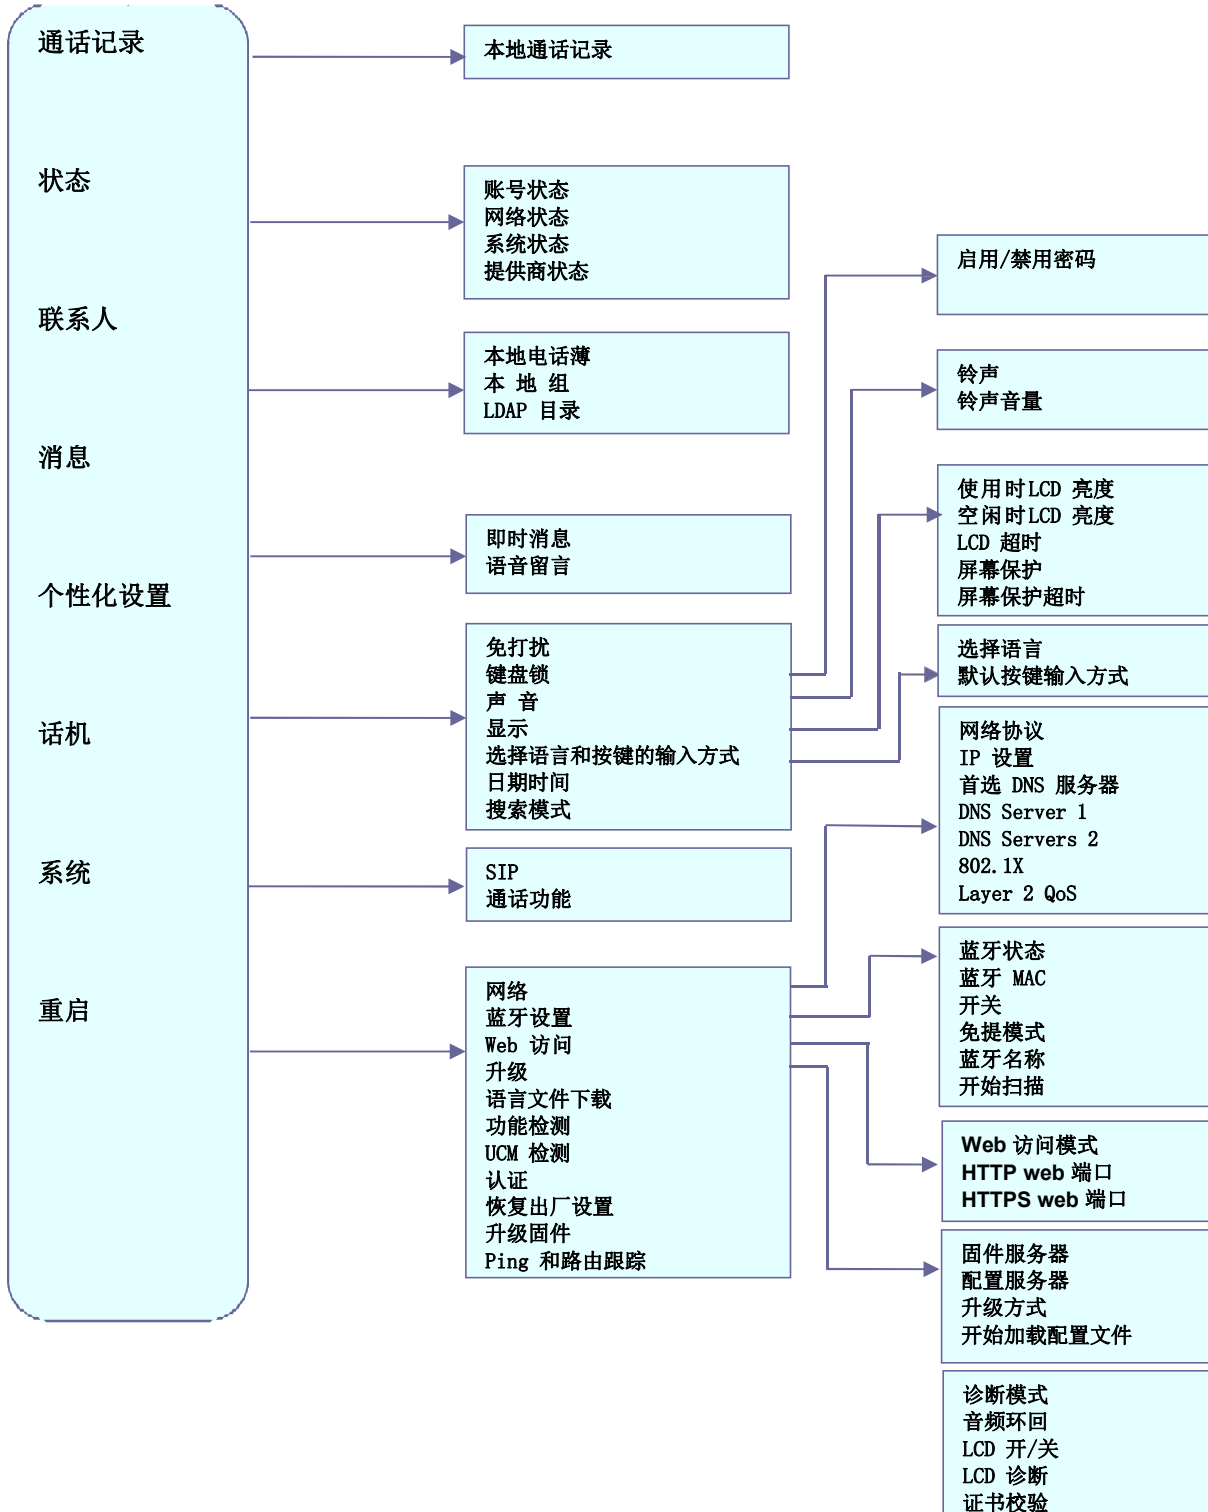 通话记录
状态
联系人
消息
个性化设置
话机
系统
重启
本地通话记录
账号状态
网络状态
系统状态
提供商状态
本地电话薄
本 地 组
LDAP 目录
即时消息
语音留言
免打扰
键盘锁
声 音
显示
选择语言和按键的输入方式
日期时间
搜索模式
SIP
通话功能
网络
蓝牙设置
Web 访问
升级
语言文件下载
功能检测
UCM 检测
认证
恢复出厂设置
升级固件
Ping 和路由跟踪
启用/禁用密码
铃声
铃声音量
使用时LCD 亮度
空闲时LCD 亮度
LCD 超时
屏幕保护
屏幕保护超时
选择语言
默认按键输入方式
网络协议
IP 设置
首选 DNS 服务器
DNS Server 1
DNS Servers 2
802.1X
Layer 2 QoS
蓝牙状态
蓝牙 MAC
开关
免提模式
蓝牙名称
开始扫描
Web 访问模式
HTTP web 端口
HTTPS web 端口
固件服务器
配置服务器
升级方式
开始加载配置文件
诊断模式
音频环回
LCD 开/关
LCD 诊断
证书校验